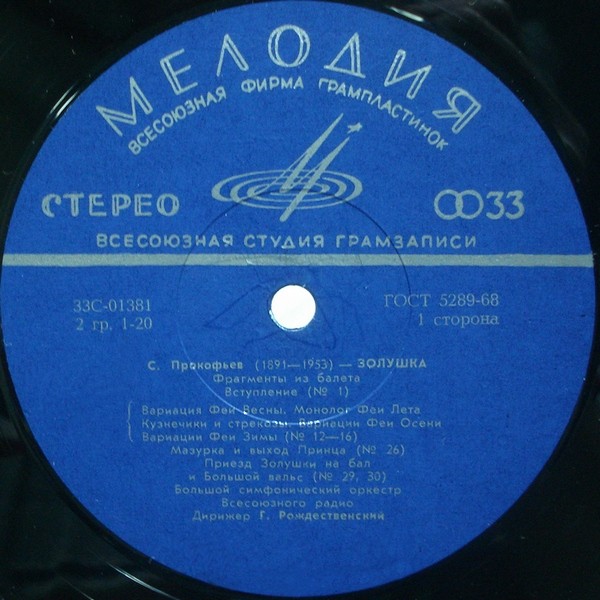 МЕЛОДИЯ
ВСЕСОЮЗНАЯ ФИРМА ГРАМПЛАСТИНОК
СТЕРЕО 33
ВСЕСОЮЗНАЯ СТУДИЯ ГРАМЗАПИСИ
33С-01381 ГОСТ 5289-68
2 гр. 1-20 1 сторона
С. Прокофьев (1891—1953) — ЗОЛУШКА
Фрагменты из балета
Вступление (№ 1)
Вариация Феи Весны, Монолог Феи Лета
Кузнечики и стрекозы, Вариации Феи Осени
Вариации Феи Зимы (№ 12—16)
Мазурка и выход Принца (№ 26)
Приезд Золушки на бал
и Большой вальс (№ 29, 30)
Большой симфонический оркестр
Всесоюзного радио
Дирижер Г. Рождественский